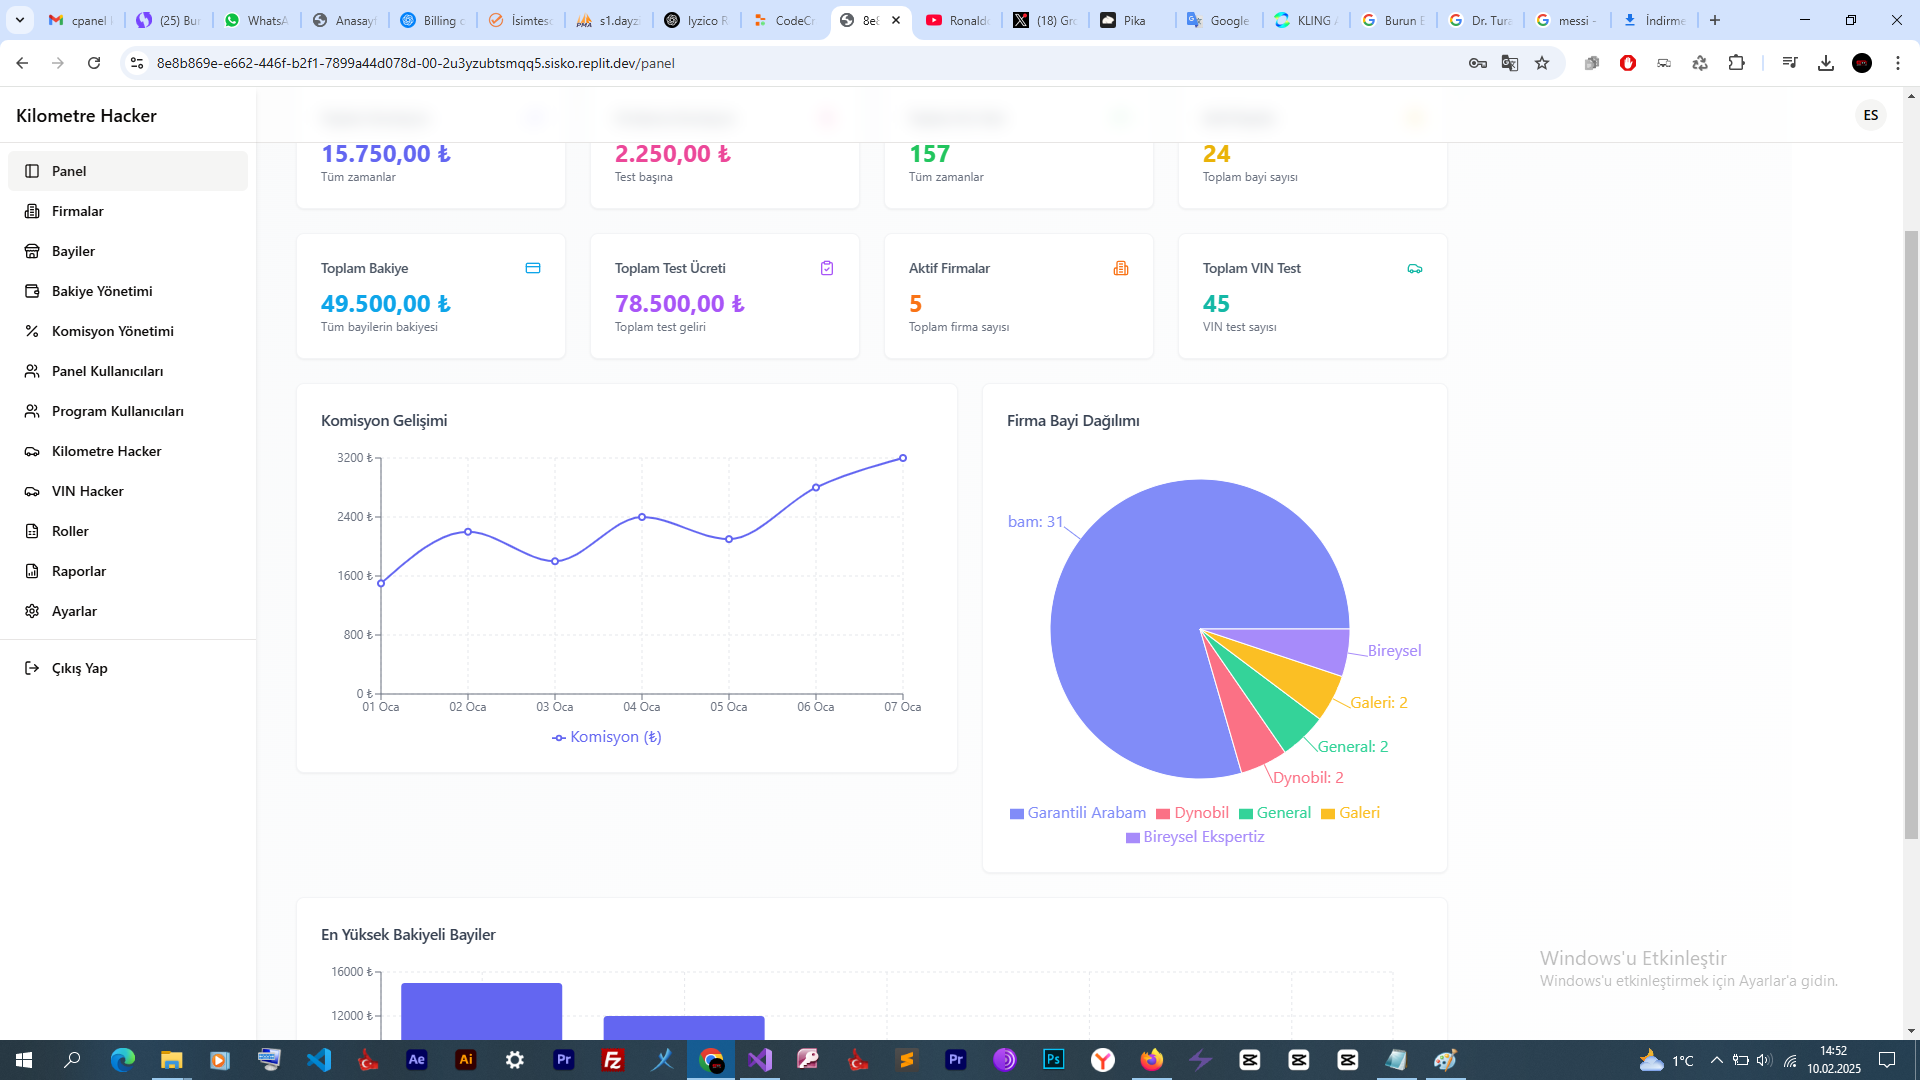 cpanel
(25) Bu
WhatsA
Anasayf
Billing
İsimtesc
s1.dayzi
Iyzico R
CodeCr
8e8
Ronaldo
(18) Gro
Pika
Google
KLING
Burun E
Dr. Tura
messi -
İndirme
8e8b869e-e662-446f-b2f1-7899a44d078d-00-2u3yzubtsmqq5.sisko.replit.dev/panel
Kilometre Hacker
ES
Panel
Firmalar
Bayiler
Bakiye Yönetimi
Komisyon Yönetimi
Panel Kullanıcıları
Program Kullanıcıları
Kilometre Hacker
VIN Hacker
Roller
Raporlar
Ayarlar
Çıkış Yap
15.750,00 ₺
Tüm zamanlar
2.250,00 ₺
Test başına
157
Tüm zamanlar
24
Toplam bayi sayısı
Toplam Bakiye
49.500,00 ₺
Tüm bayilerin bakiyesi
Toplam Test Ücreti
78.500,00 ₺
Toplam test geliri
Aktif Firmalar
5
Toplam firma sayısı
Toplam VIN Test
45
VIN test sayısı
Komisyon Gelişimi
3200 ₺
2400 ₺
1600 ₺
800 ₺
0 ₺
01 Oca 02 Oca 03 Oca 04 Oca 05 Oca 06 Oca 07 Oca
Komisyon (₺)
Firma Bayi Dağılımı
bam: 31
Bireysel
Galeri: 2
General: 2
Dynobil: 2
Garantili Arabam Dynobil General Galeri
Bireysel Ekspertiz
En Yüksek Bakiyeli Bayiler
16000 ₺
12000 ₺
Windows'u Etkinleştir
Windows'u etkinleştirmek için Ayarlar'a gidin.
1°C
14:52
10.02.2025